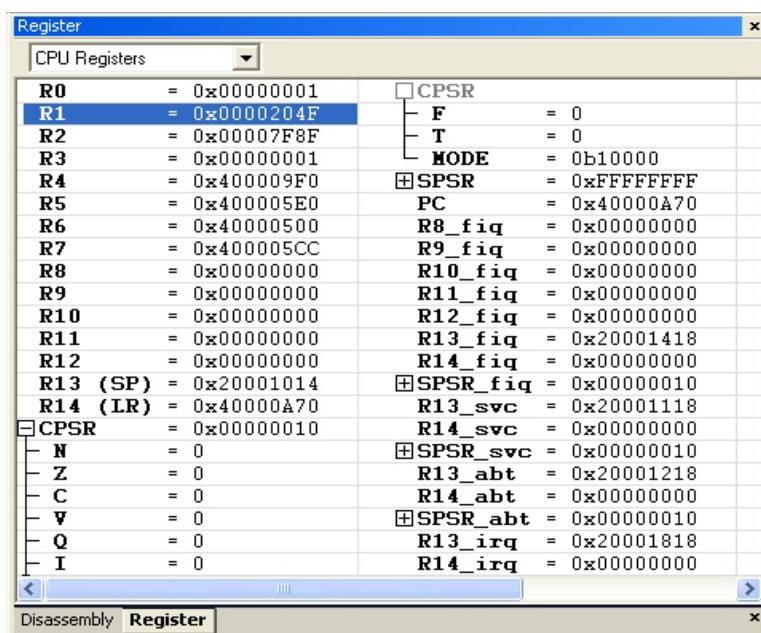 Register
CPU Registers
R0 = 0x00000001
R1 = 0x0000204F
R2 = 0x00007F8F
R3 = 0x00000001
R4 = 0x400009F0
R5 = 0x400005E0
R6 = 0x40000500
R7 = 0x400005CC
R8 = 0x00000000
R9 = 0x00000000
R10 = 0x00000000
R11 = 0x00000000
R12 = 0x00000000
R13 (SP) = 0x20001014
R14 (LR) = 0x40000A70
CPSR = 0x00000010
N = 0
Z = 0
C = 0
V = 0
Q = 0
I = 0
CPSR
F = 0
T = 0
MODE = 0b10000
SPSR = 0xFFFFFFFF
PC = 0x40000A70
R8_fiq = 0x00000000
R9_fiq = 0x00000000
R10_fiq = 0x00000000
R11_fiq = 0x00000000
R12_fiq = 0x00000000
R13_fiq = 0x20001418
R14_fiq = 0x00000000
SPSR_fiq = 0x00000010
R13_svc = 0x20001118
R14_svc = 0x00000000
SPSR_svc = 0x00000010
R13_abt = 0x20001218
R14_abt = 0x00000000
SPSR_abt = 0x00000010
R13_irq = 0x20001818
R14_irq = 0x00000000
Disassembly Register